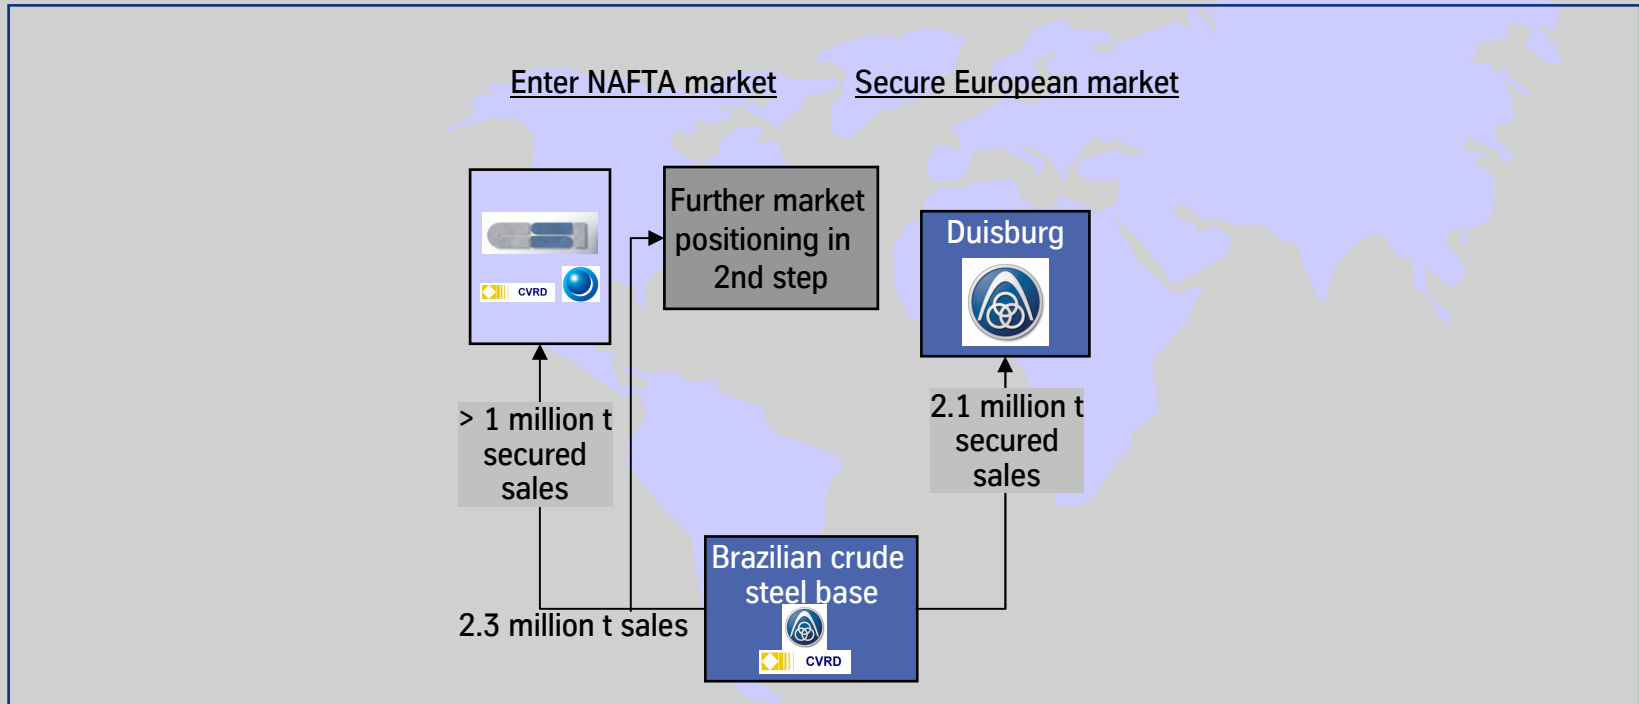 Enter NAFTA market
Secure European market
Further market
positioning in
2nd step
CVRD
Duisburg
> 1 million t
secured
sales
2.1 million t
secured
sales
Brazilian crude
steel base
CVRD
2.3 million t sales